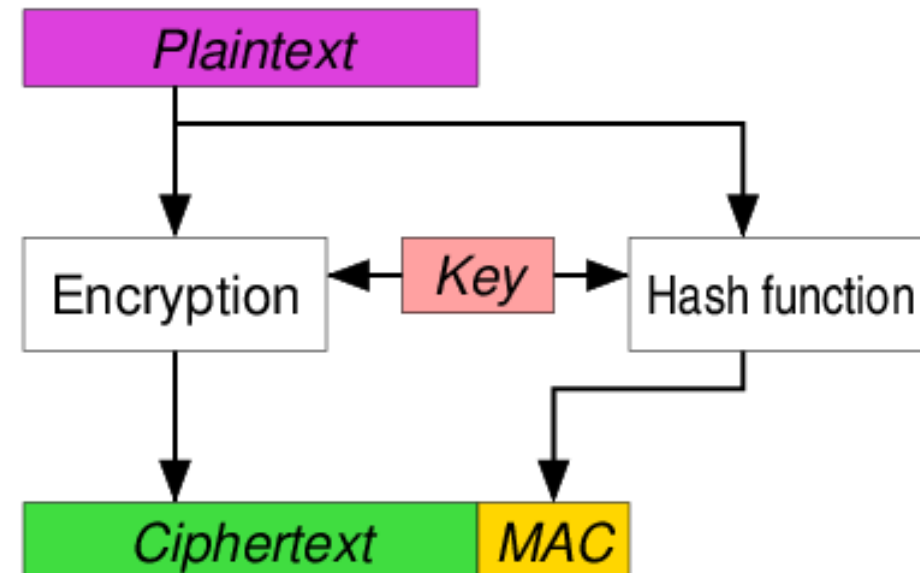 Plaintext
Encryption
Key
Hash function
Ciphertext
MAC